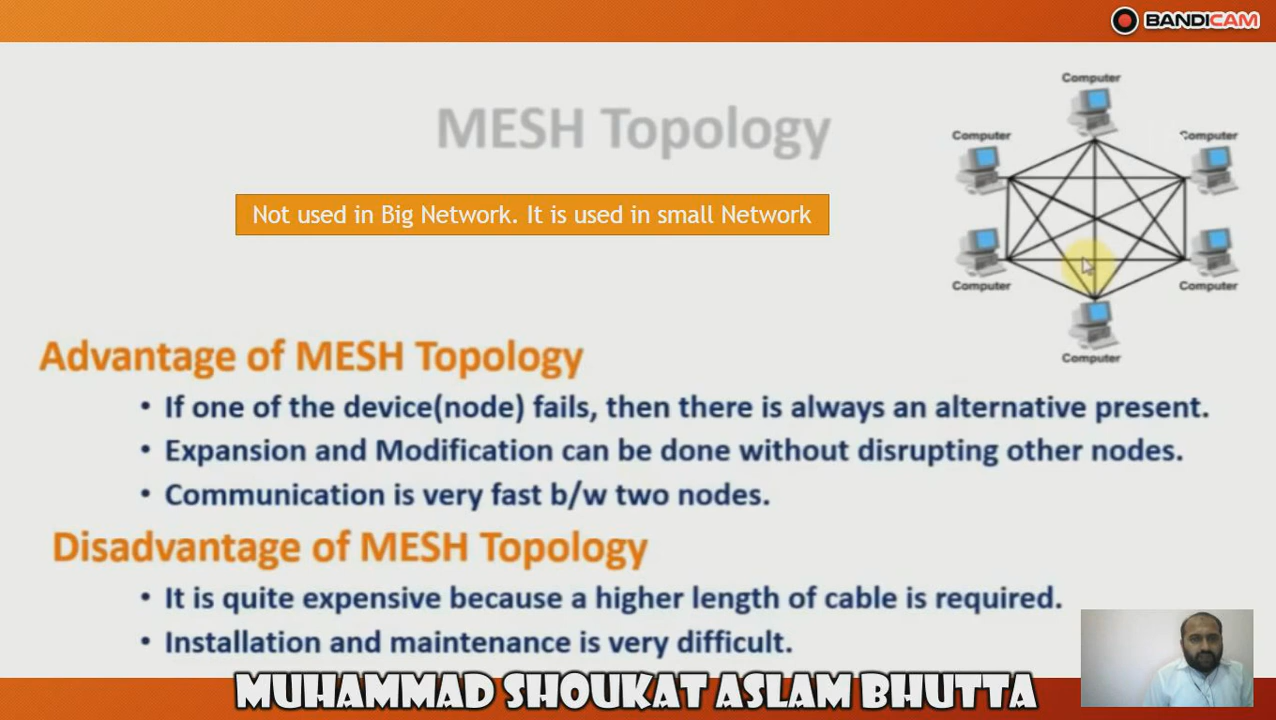 BANDICAM
Computer
MESH Topology
Computer
Computer
Not used in Big Network. It is used in small Network
Computer
Computer
Computer
Advantage of MESH Topology
• If one of the device(node) fails, then there is always an alternative present.
• Expansion and Modification can be done without disrupting other nodes.
• Communication is very fast b/w two nodes.
Disadvantage of MESH Topology
• It is quite expensive because a higher length of cable is required.
• Installation and maintenance is very difficult.
MUHAMMAD SHOUKAT ASLAM BHUTTA